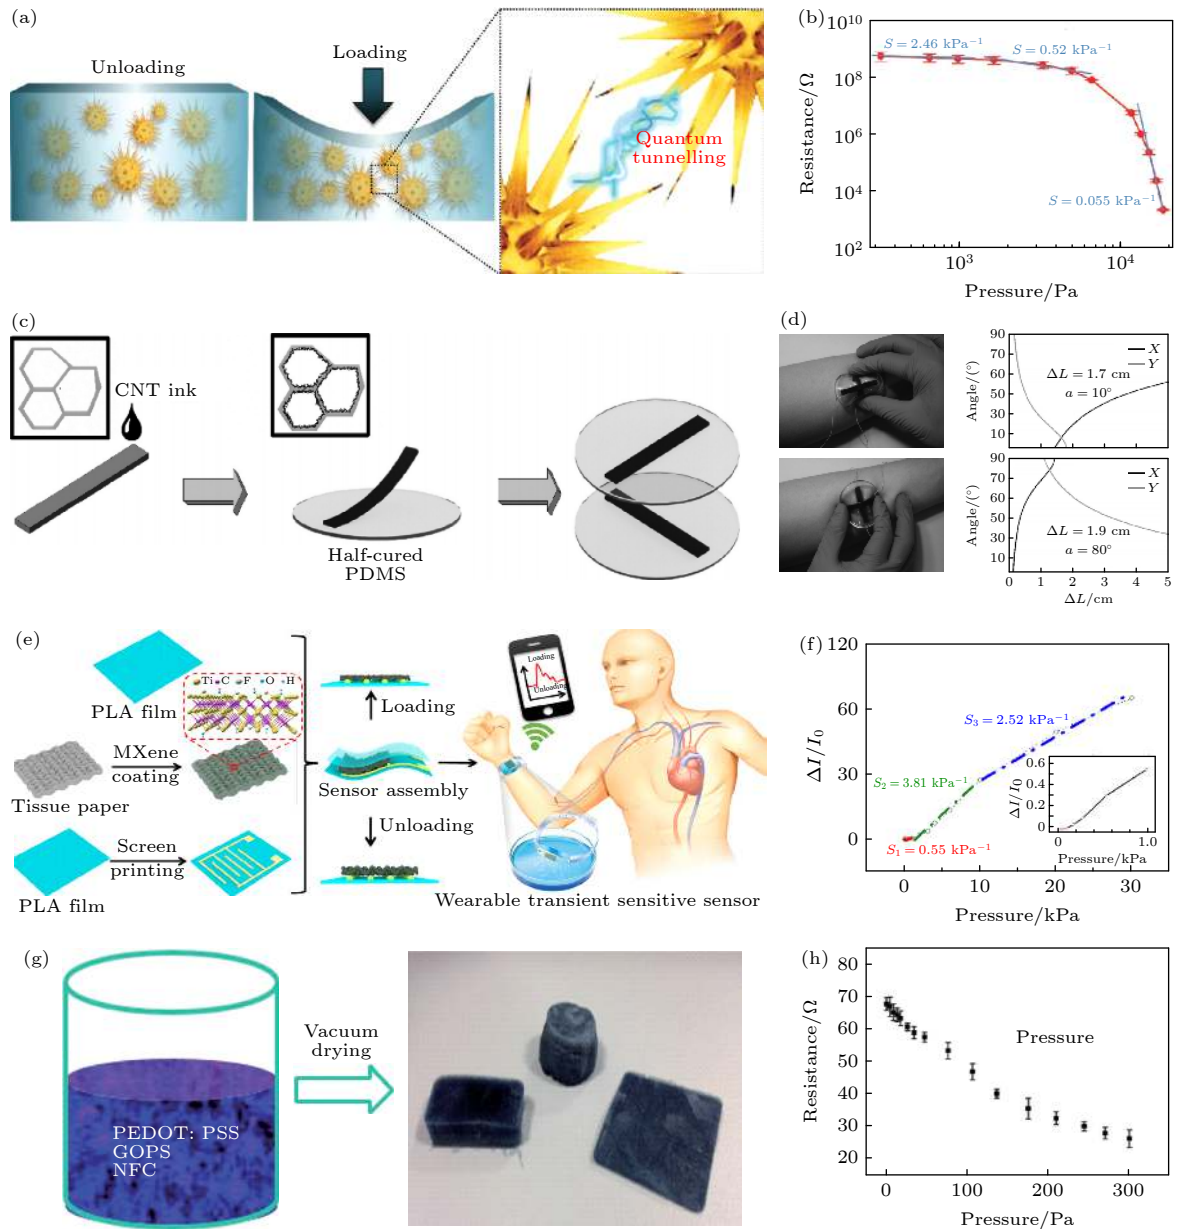 (a)
Unloading
Loading
Quantum
tunnelling
(b)
10¹⁰
10⁸
10⁶
10⁴
10²
Resistance/Ω
S = 2.46 kPa⁻¹
S = 0.52 kPa⁻¹
S = 0.055 kPa⁻¹
10³
10⁴
Pressure/Pa
(c)
CNT ink
Half-cured
PDMS
(d)
90
70
50
30
10
Angle/(°)
X
Y
ΔL = 1.7 cm
a = 10°
90
70
50
30
10
Angle/(°)
X
Y
ΔL = 1.9 cm
a = 80°
0 1 2 3 4 5
ΔL/cm
(e)
PLA film
Ti C F O H
MXene
coating
Tissue paper
Screen
printing
PLA film
Loading
Sensor assembly
Unloading
Loading
Unloading
Wearable transient sensitive sensor
(f)
120
60
30
0
ΔI/I₀
S₃ = 2.52 kPa⁻¹
S₂ = 3.81 kPa⁻¹
S₁ = 0.55 kPa⁻¹
0.6
0.4
0.2
0
ΔI/I₀
0 1.0
Pressure/kPa
0 10 20 30
Pressure/kPa
(g)
PEDOT: PSS
GOPS
NFC
Vacuum
drying
(h)
80
70
60
50
40
30
20
Resistance/Ω
Pressure
0 100 200 300
Pressure/Pa